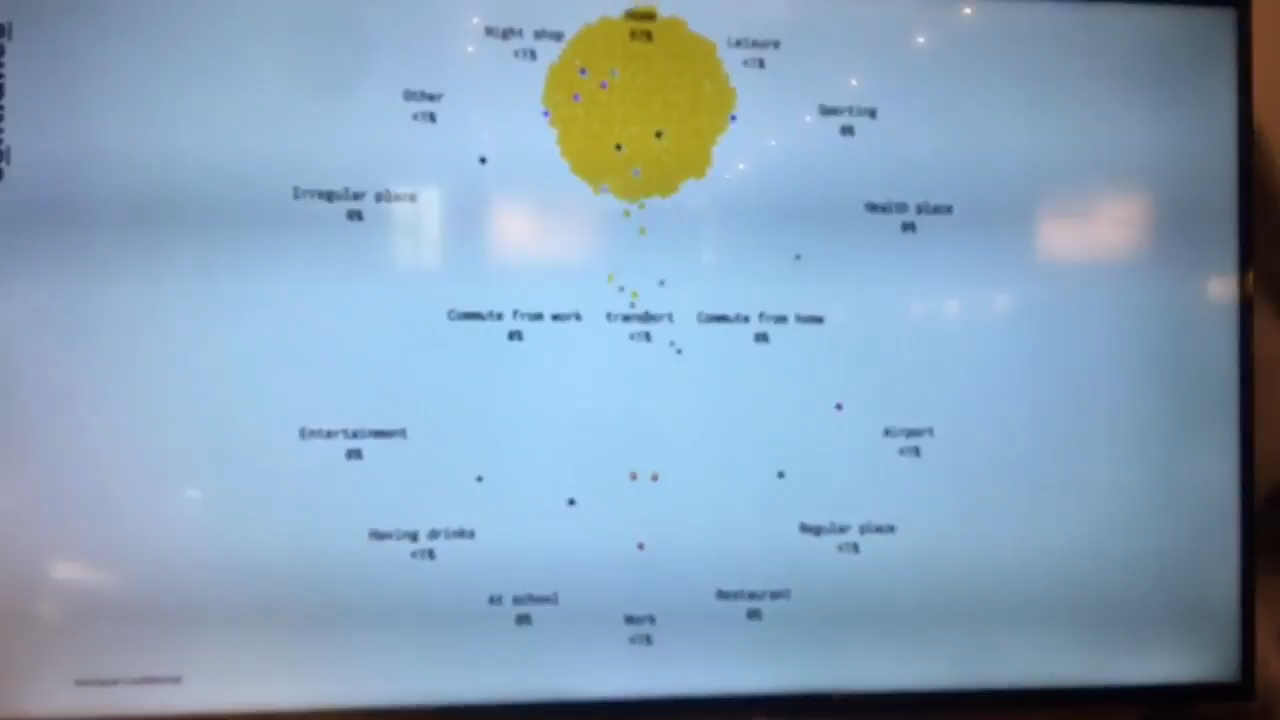 Home
Night shop
<1%
Leisure
<1%
Other
<1%
Sporting
0%
Irregular place
0%
Health place
0%
Commute from work
0%
transport
<1%
Commute from home
0%
Entertainment
0%
Airport
<1%
Having drinks
<1%
Regular place
<1%
At school
0%
Restaurant
0%
Work
<1%